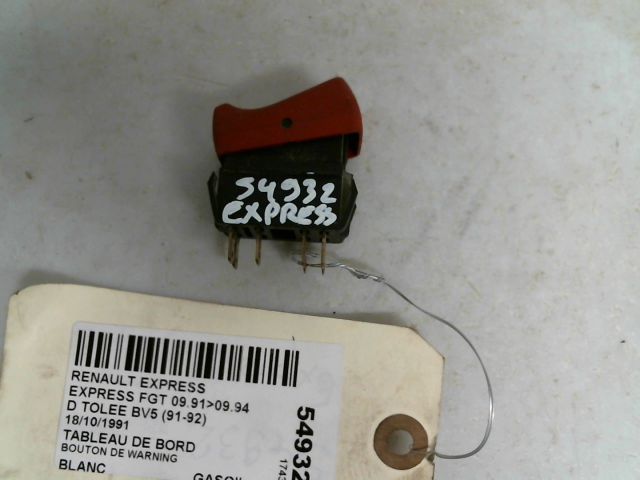 54932
EXPRESS
RENAULT EXPRESS
EXPRESS FGT 09.91>09.94
D TOLEE BV5 (91-92)
18/10/1991
TABLEAU DE BORD
BOUTON DE WARNING
BLANC
54932